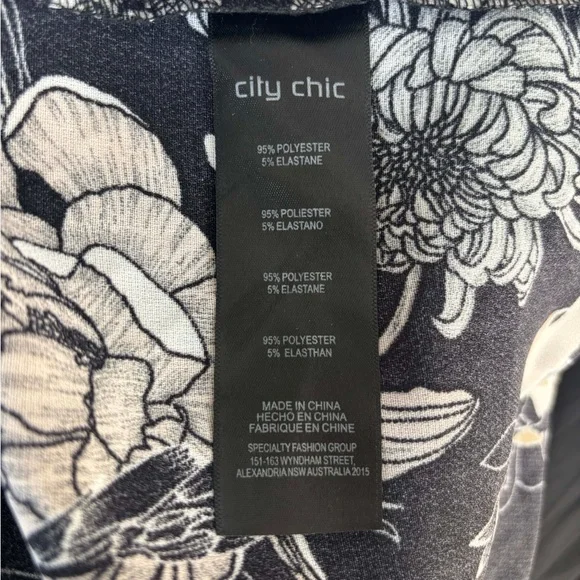 city chic
95% POLYESTER
5% ELASTANE
95% POLIESTER
5% ELASTANO
95% POLYESTER
5% ELASTANE
95% POLYESTER
5% ELASTHAN
MADE IN CHINA
HECHO EN CHINA
FABRIQUE EN CHINE
SPECIALTY FASHION GROUP
151-163 WYNDHAM STREET,
ALEXANDRIA NSW AUSTRALIA 2015